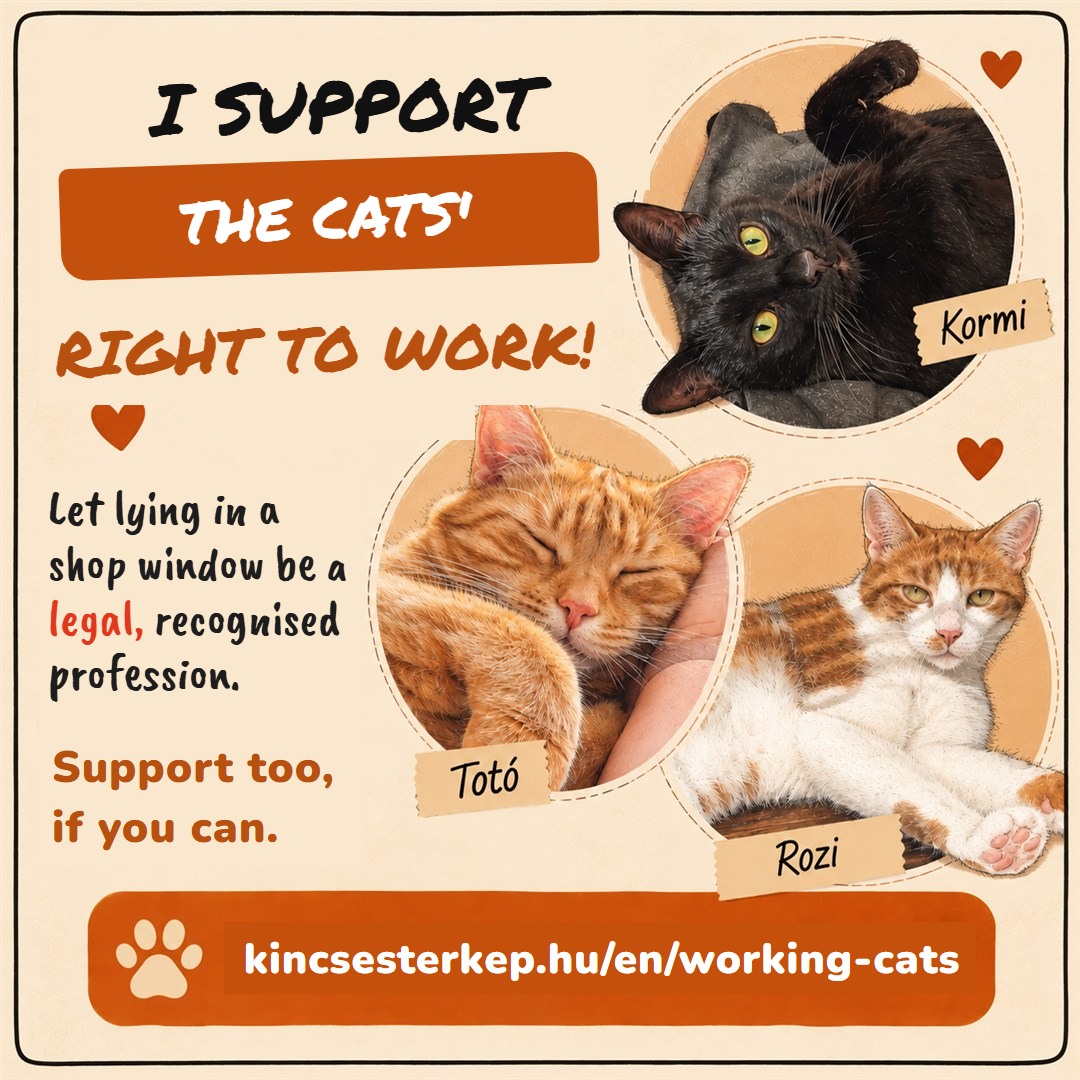 I SUPPORT
THE CATS'
RIGHT TO WORK!
Kormi
Let lying in a
shop window be a
legal, recognised
profession.
Totó
Rozi
Support too,
if you can.
kincsesterkep.hu/en/working-cats